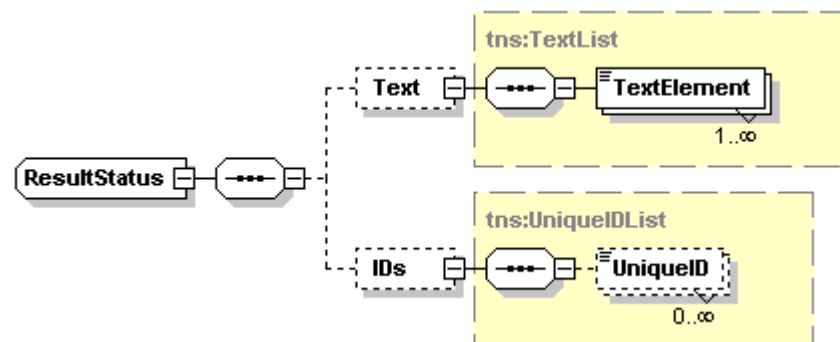 tns:TextList
Text
TextElement
1..∞
ResultStatus
tns:UniqueIDList
IDs
UniqueID
0..∞